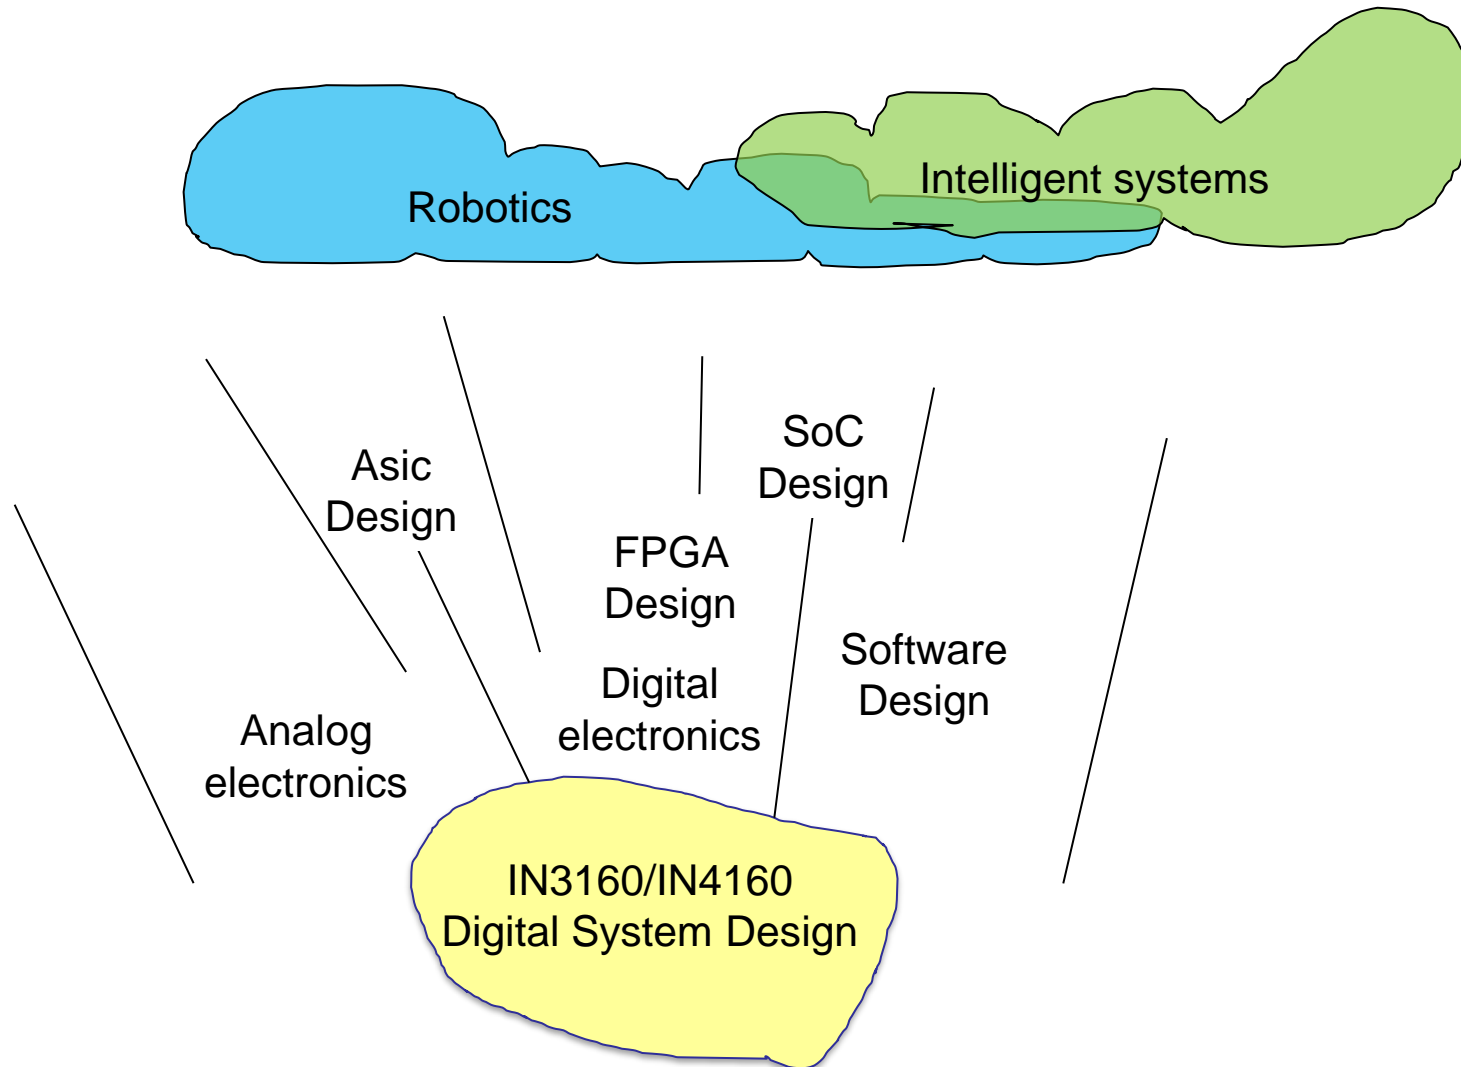 Intelligent systems
Robotics
SoC
Design
Asic
Design
FPGA
Design
Software
Design
Digital
electronics
Analog
electronics
IN3160/IN4160
Digital System Design